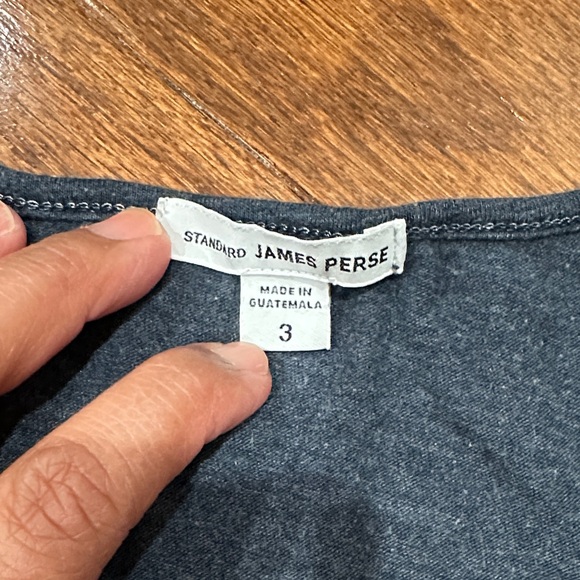 STANDARD JAMES PERSE
MADE IN
GUATEMALA
3